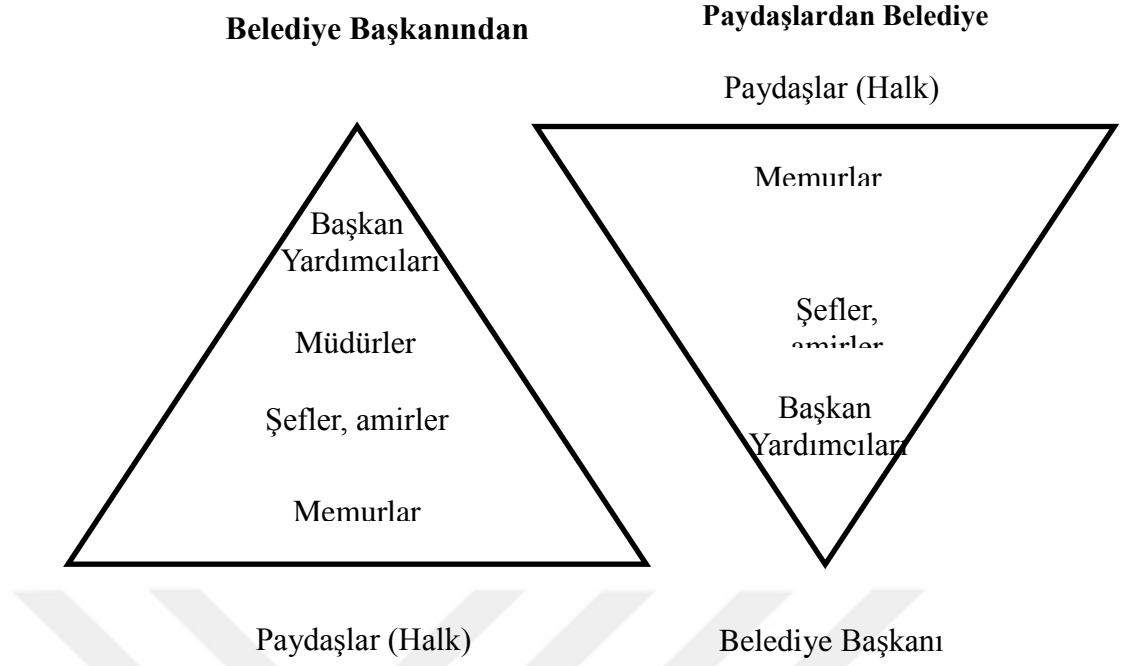 Belediye Başkanından
Paydaşlardan Belediye
Paydaşlar (Halk)
Başkan
Yardımcıları
Müdürler
Şefler, amirler
Memurlar
Paydaşlar (Halk)
Memurlar
Şefler,
amirler
Başkan
Yardımcıları
Belediye Başkanı